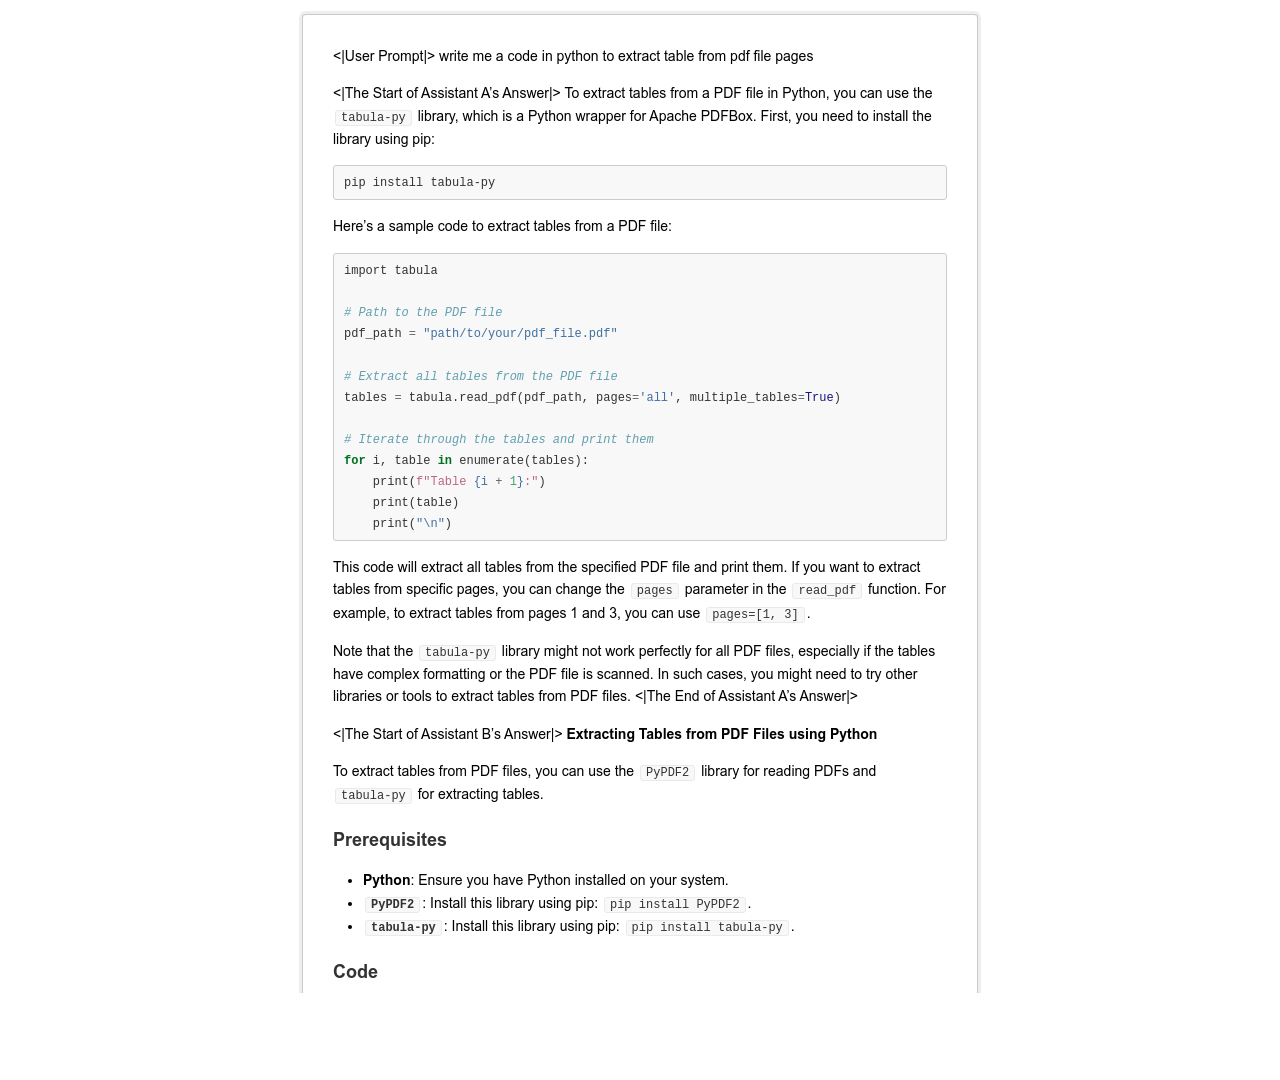 <|User Prompt|> write me a code in python to extract table from pdf file pages
<|The Start of Assistant A’s Answer|> To extract tables from a PDF file in Python, you can use the
tabula-py library, which is a Python wrapper for Apache PDFBox. First, you need to install the
library using pip:
pip install tabula-py
Here’s a sample code to extract tables from a PDF file:
import tabula
# Path to the PDF file
pdf_path = "path/to/your/pdf_file.pdf"
# Extract all tables from the PDF file
tables = tabula.read_pdf(pdf_path, pages='all', multiple_tables=True)
# Iterate through the tables and print them
for i, table in enumerate(tables):
    print(f"Table {i + 1}:")
    print(table)
    print("\n")
This code will extract all tables from the specified PDF file and print them. If you want to extract
tables from specific pages, you can change the pages parameter in the read_pdf function. For
example, to extract tables from pages 1 and 3, you can use pages=[1, 3].
Note that the tabula-py library might not work perfectly for all PDF files, especially if the tables
have complex formatting or the PDF file is scanned. In such cases, you might need to try other
libraries or tools to extract tables from PDF files. <|The End of Assistant A’s Answer|>
<|The Start of Assistant B’s Answer|> Extracting Tables from PDF Files using Python
To extract tables from PDF files, you can use the PyPDF2 library for reading PDFs and
tabula-py for extracting tables.
Prerequisites
• Python: Ensure you have Python installed on your system.
• PyPDF2: Install this library using pip: pip install PyPDF2.
• tabula-py: Install this library using pip: pip install tabula-py.
Code